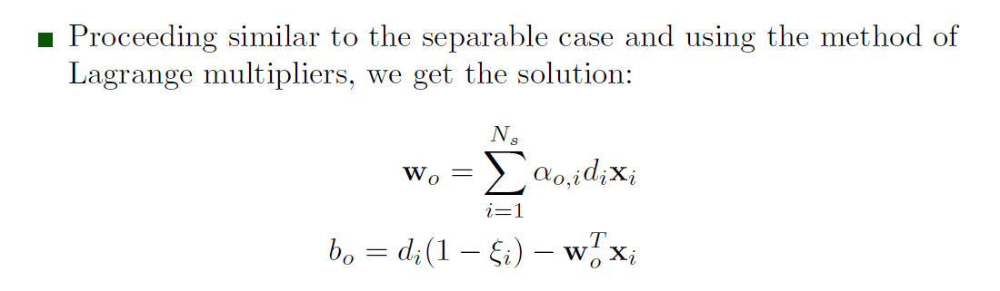 ■ Proceeding similar to the separable case and using the method of
Lagrange multipliers, we get the solution:
$\mathbf{w}_o = \sum_{i=1}^{N_s} \alpha_{o,i} d_i \mathbf{x}_i$
$b_o = d_i(1 - \xi_i) - \mathbf{w}_o^T \mathbf{x}_i$